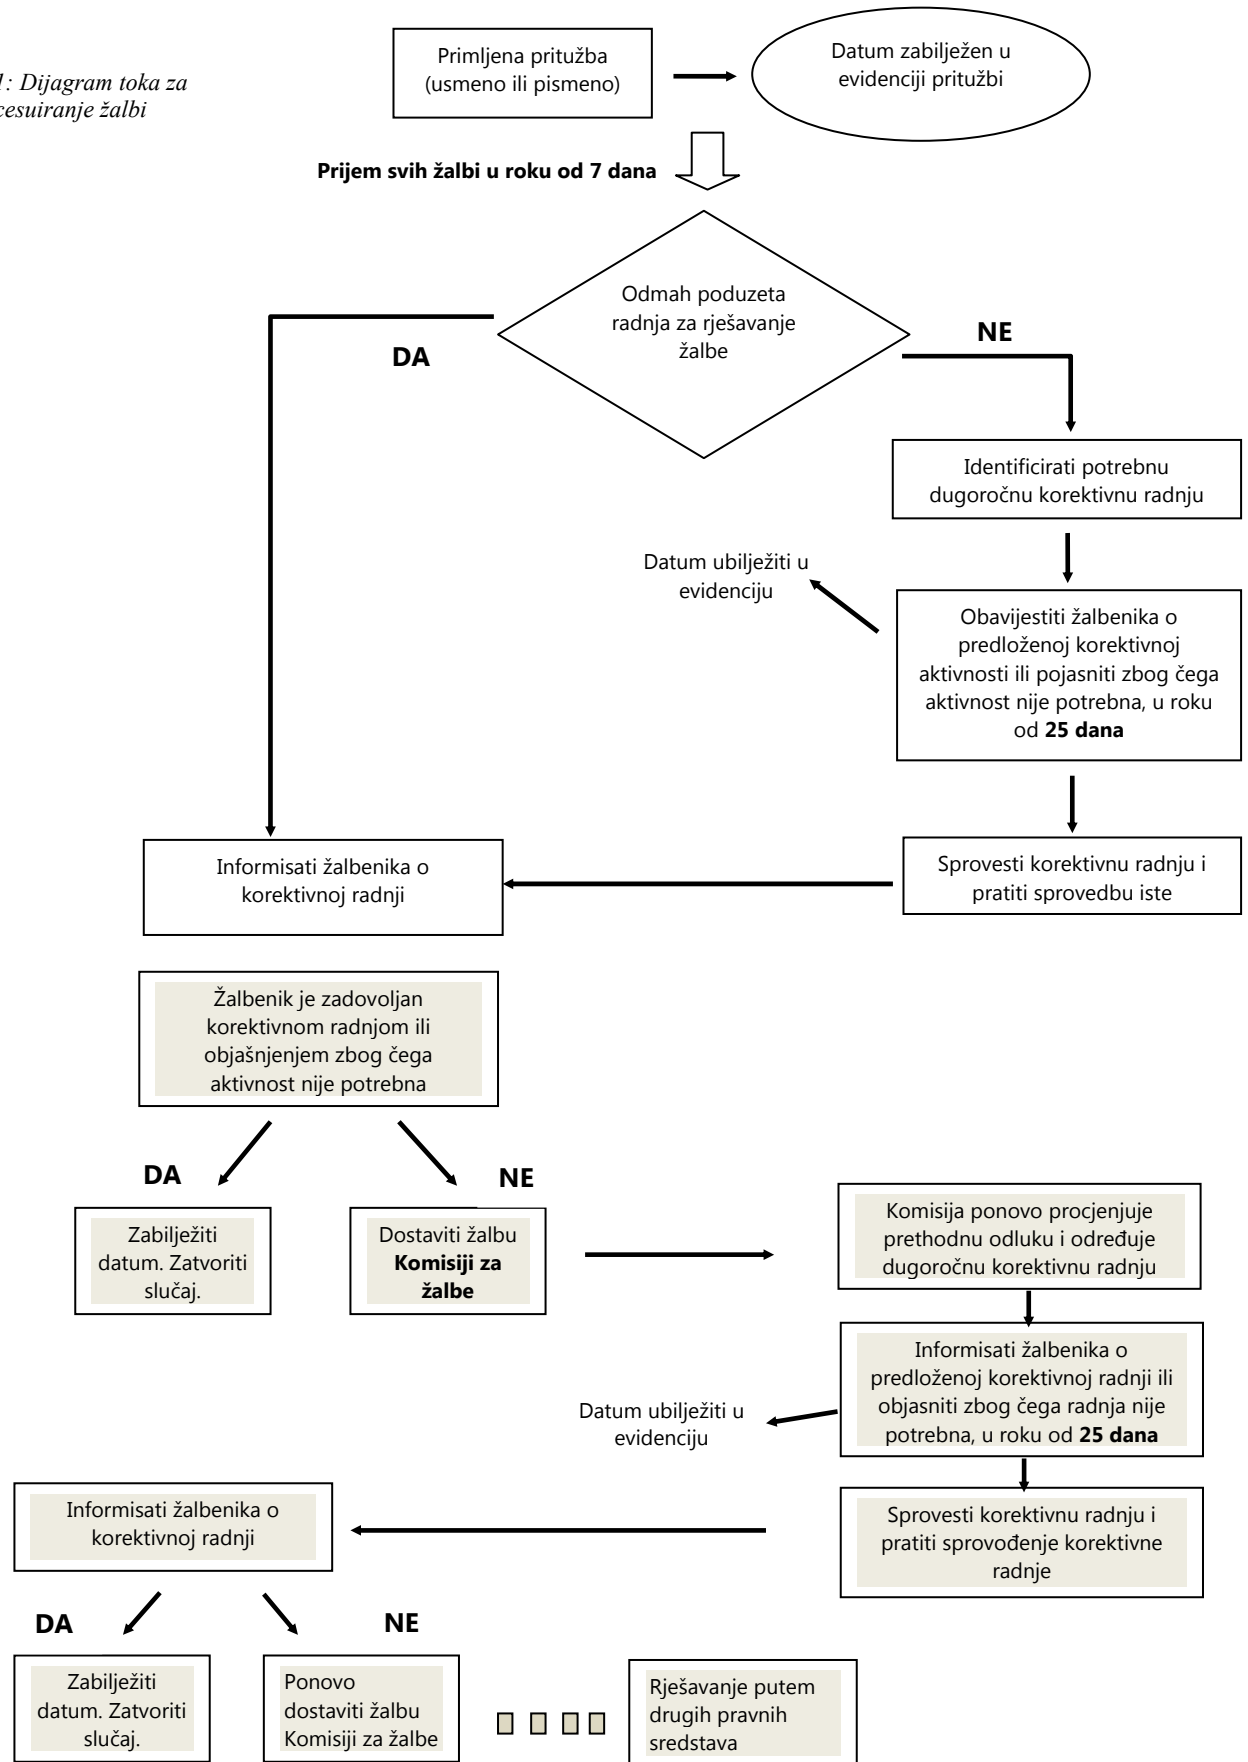 1: Dijagram toka za
cesuiranje žalbi
Primljena pritužba
(usmeno ili pismeno)
Datum zabilježen u
evidenciji pritužbi
Prijem svih žalbi u roku od 7 dana
Odmah poduzeta
radnja za rješavanje
žalbe
DA
NE
Identificirati potrebnu
dugoročnu korektivnu radnju
Datum ubilježiti u
evidenciju
Obavijestiti žalbenika o
predloženoj korektivnoj
aktivnosti ili pojasniti zbog čega
aktivnost nije potrebna, u roku
od 25 dana
Informisati žalbenika o
korektivnoj radnji
Sprovesti korektivnu radnju i
pratiti sprovedbu iste
Žalbenik je zadovoljan
korektivnom radnjom ili
objašnjenjem zbog čega
aktivnost nije potrebna
DA
NE
Zabilježiti
datum. Zatvoriti
slučaj.
Dostaviti žalbu
Komisiji za
žalbe
Komisija ponovo procjenjuje
prethodnu odluku i određuje
dugoročnu korektivnu radnju
Informisati žalbenika o
predloženoj korektivnoj radnji ili
objasniti zbog čega radnja nije
potrebna, u roku od 25 dana
Datum ubilježiti u
evidenciju
Informisati žalbenika o
korektivnoj radnji
Sprovesti korektivnu radnju i
pratiti sprovođenje korektivne
radnje
DA
NE
Zabilježiti
datum. Zatvoriti
slučaj.
Ponovo
dostaviti žalbu
Komisiji za žalbe
Rješavanje putem
drugih pravnih
sredstava